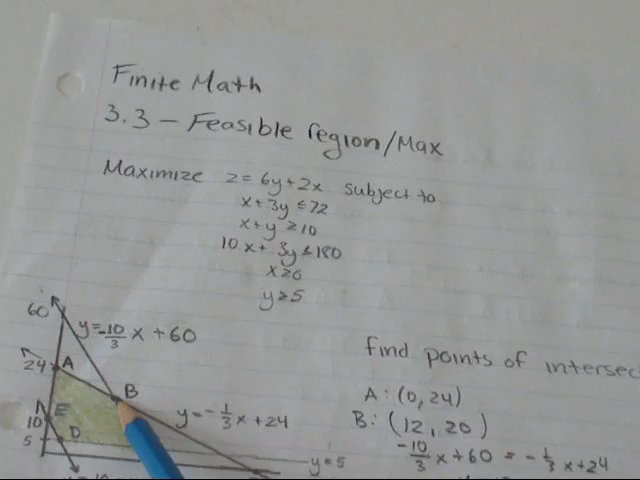 Finite Math
3.3 - Feasible region/Max
Maximize z = 6y + 2x subject to
x + 3y ≤ 72
x + y ≥ 10
10x + 3y ≤ 180
x ≥ 0
y ≥ 5
60
y = -10/3 x + 60
24 A
B
E
10
5 D
y = -1/3 x + 24
y = 5
Find points of
A: (0, 24)
B: (12, 20)
-10/3 x + 60 = -1/3 x + 24